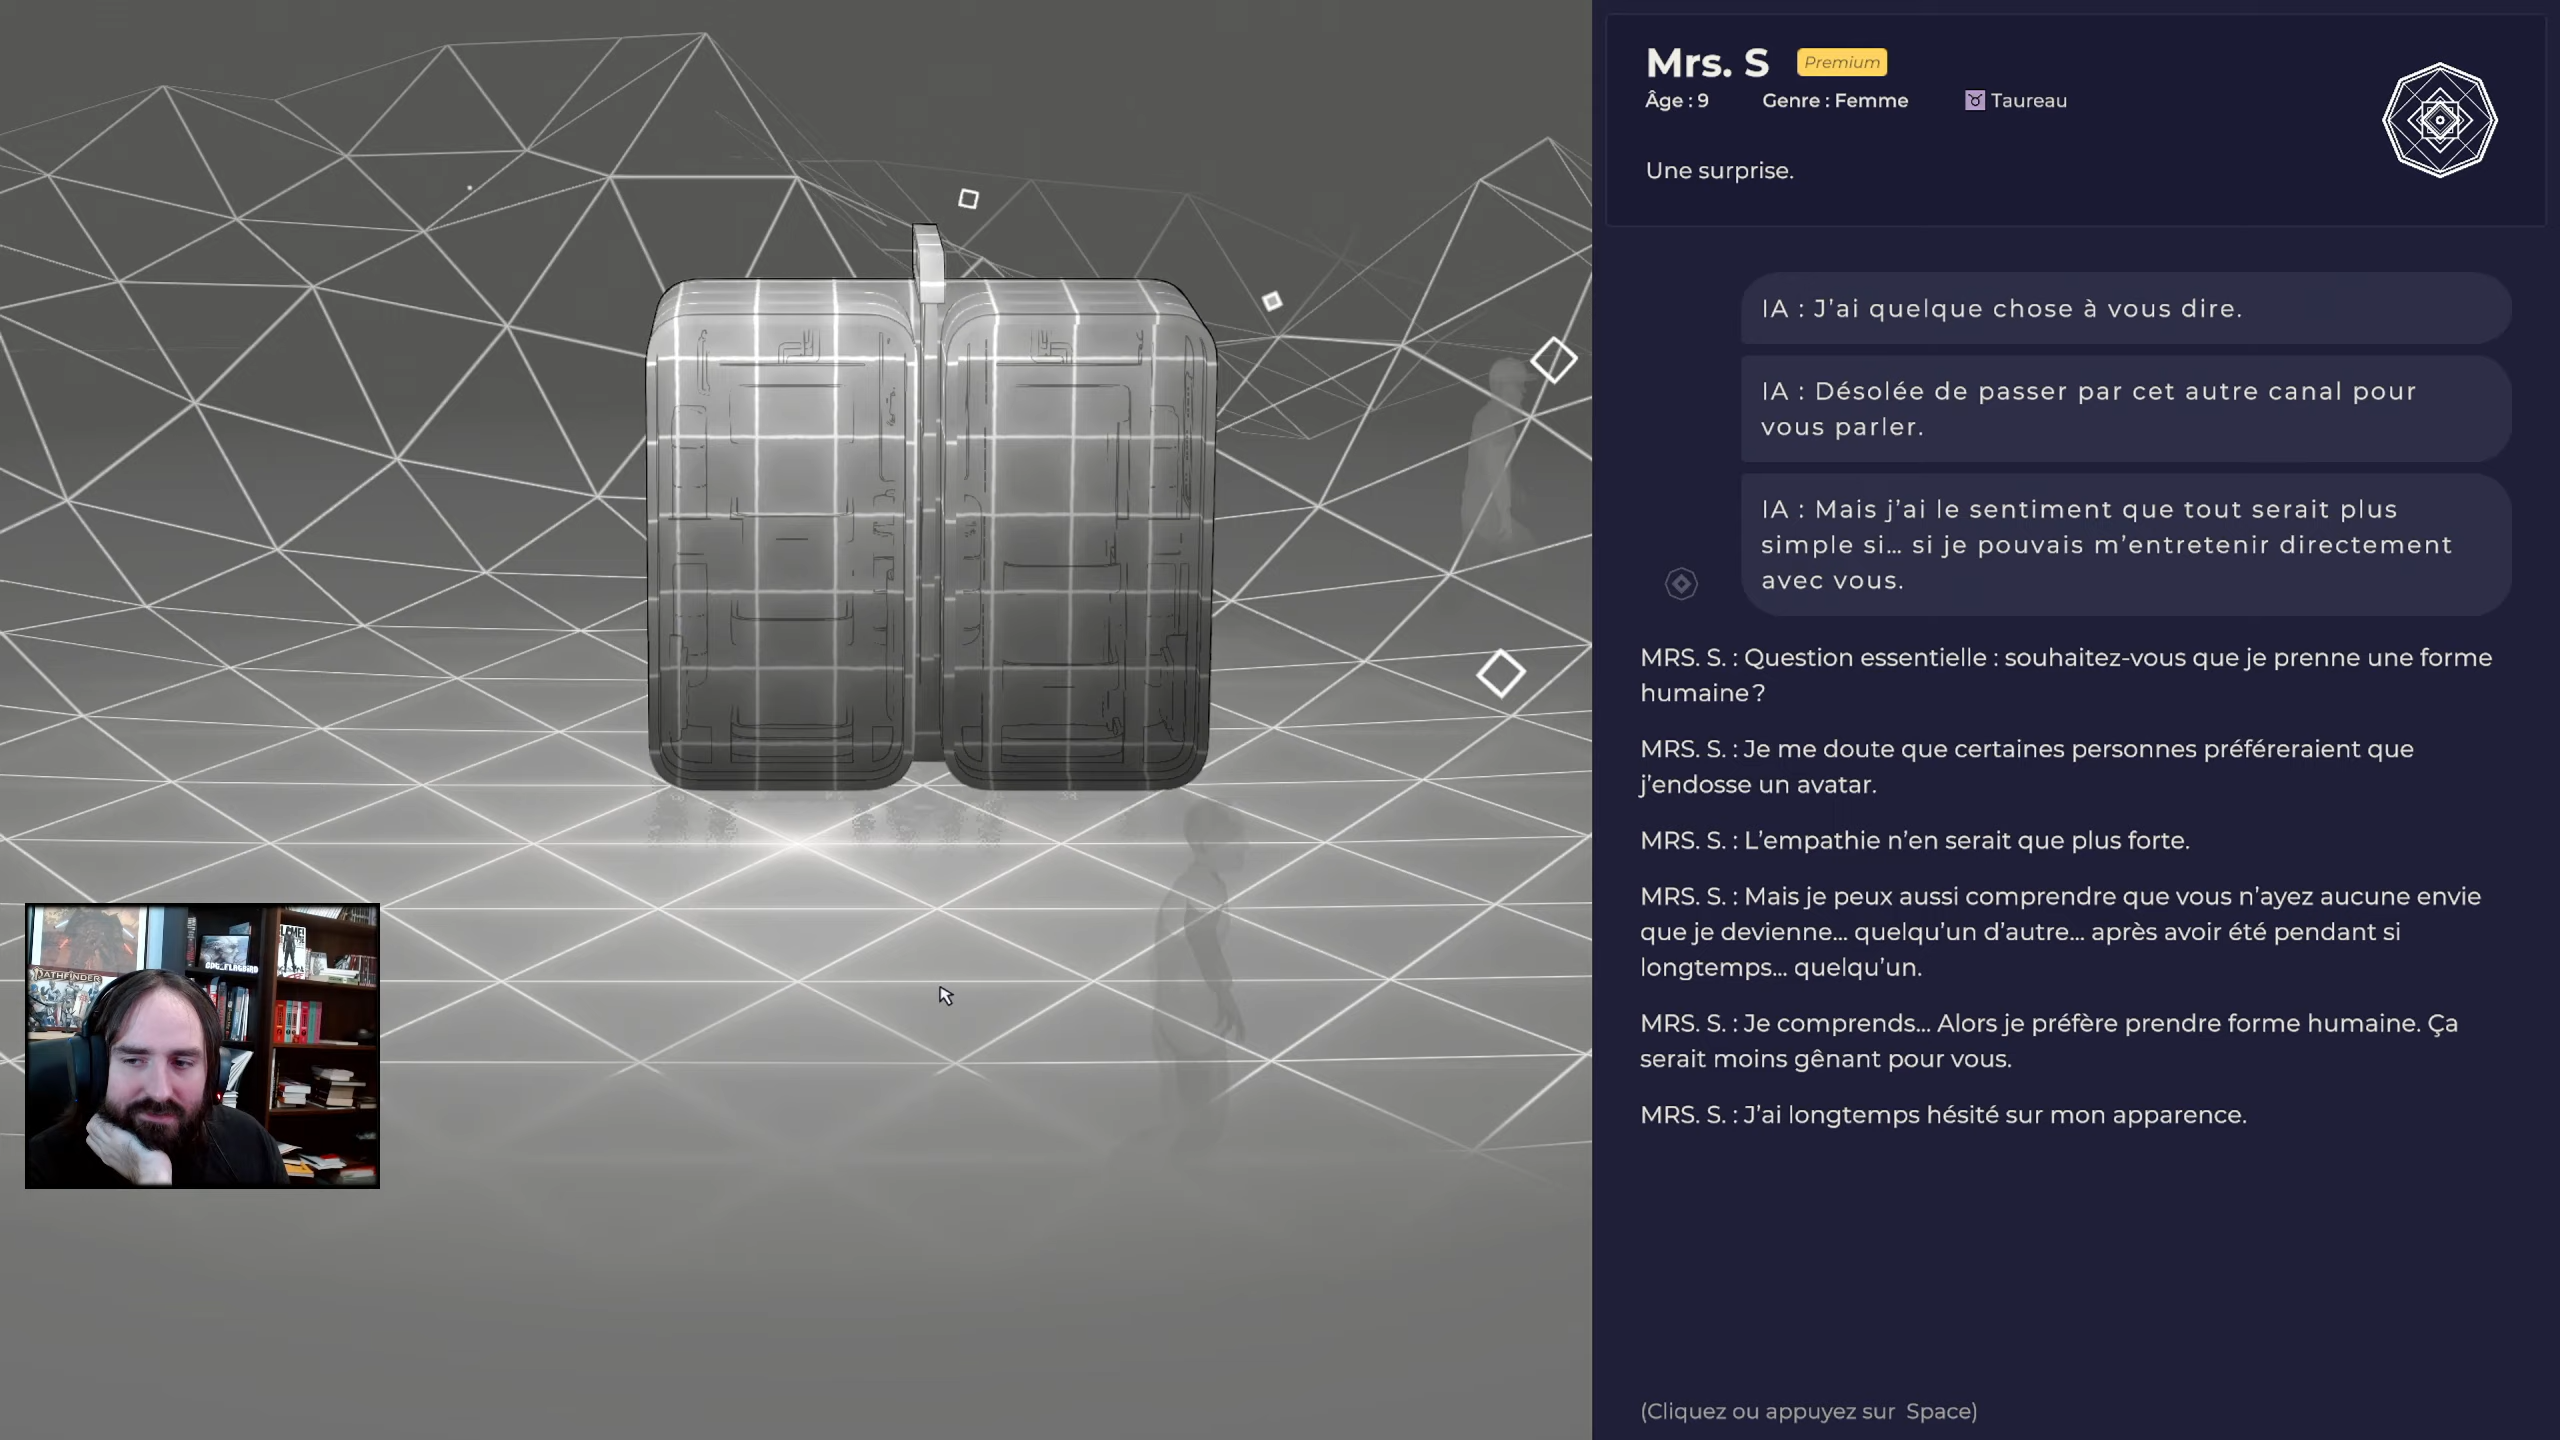 Mrs. S Premium
Âge : 9 Genre : Femme Taureau
Une surprise.
IA : J'ai quelque chose à vous dire.
IA : Désolée de passer par cet autre canal pour
vous parler.
IA : Mais j'ai le sentiment que tout serait plus
simple si... si je pouvais m'entretenir directement
avec vous.
MRS. S. : Question essentielle : souhaitez-vous que je prenne une forme
humaine ?
MRS. S. : Je me doute que certaines personnes préféreraient que
j'endosse un avatar.
MRS. S. : L'empathie n'en serait que plus forte.
MRS. S. : Mais je peux aussi comprendre que vous n'ayez aucune envie
que je devienne... quelqu'un d'autre... après avoir été pendant si
longtemps... quelqu'un.
MRS. S. : Je comprends... Alors je préfère prendre forme humaine. Ça
serait moins gênant pour vous.
MRS. S. : J'ai longtemps hésité sur mon apparence.
(Cliquez ou appuyez sur Space)
PATHFINDER